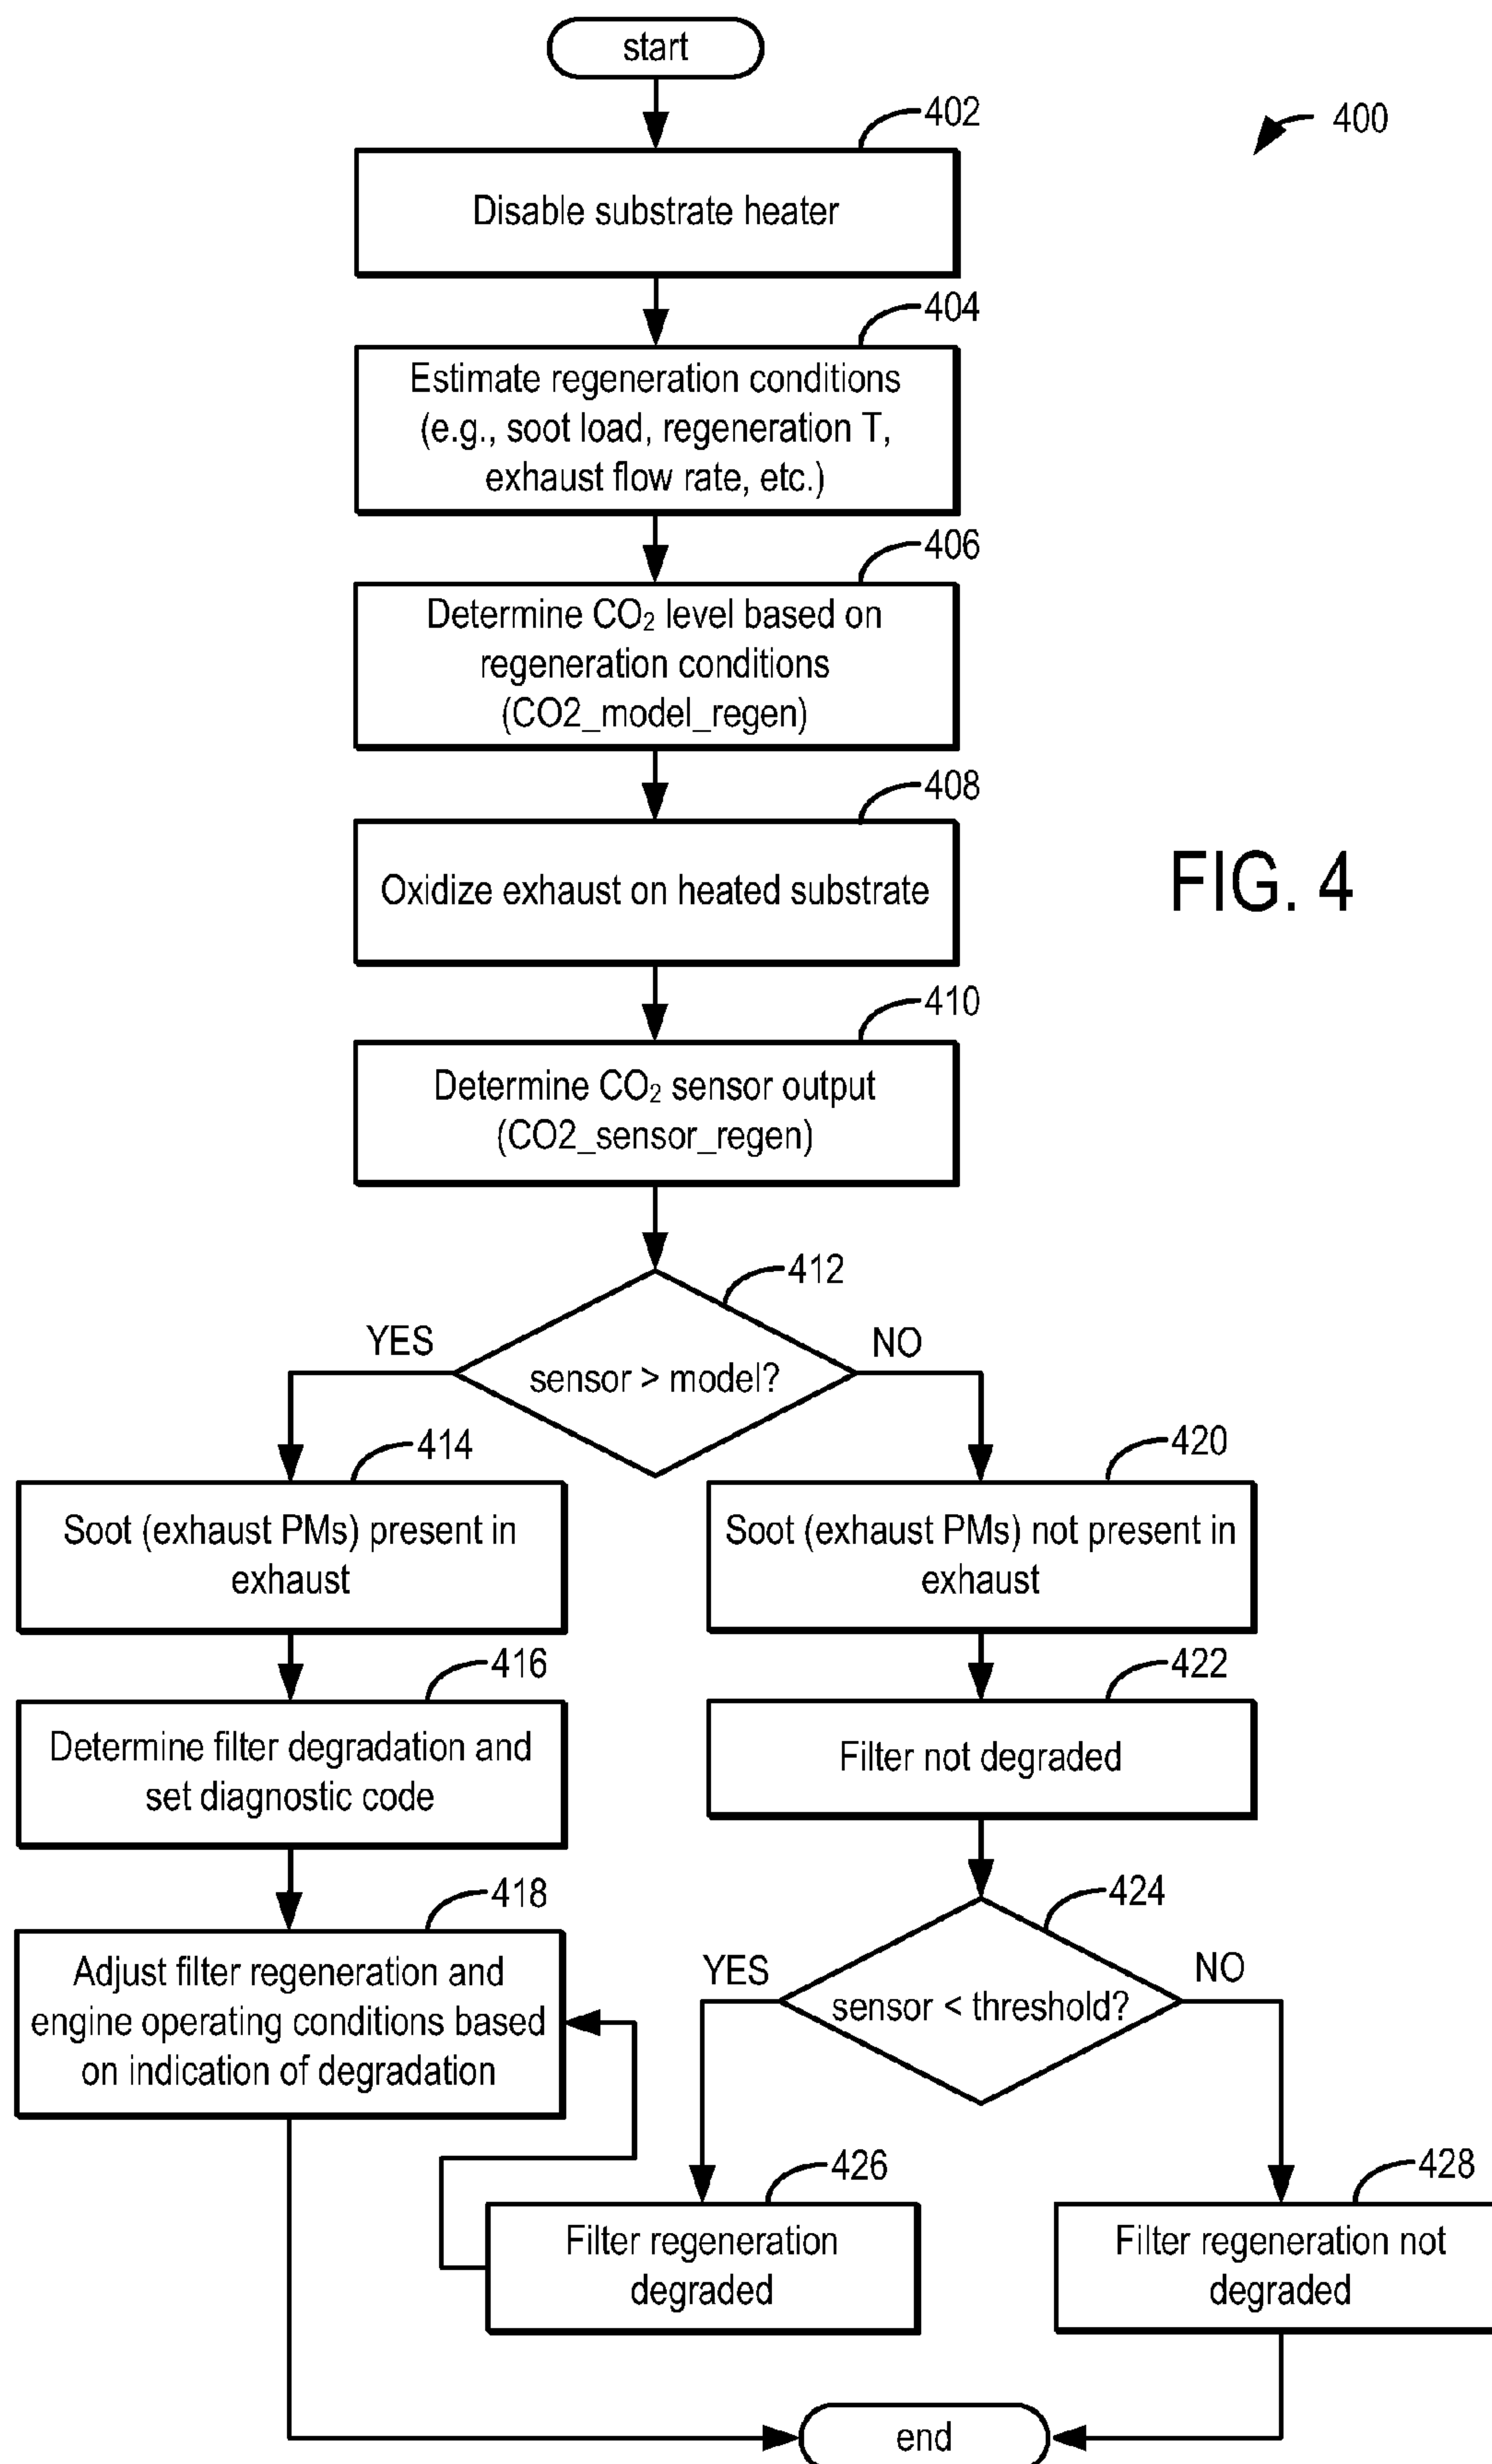 start
402
400
Disable substrate heater
404
Estimate regeneration conditions
(e.g., soot load, regeneration T,
exhaust flow rate, etc.)
406
Determine CO₂ level based on
regeneration conditions
(CO2_model_regen)
408
Oxidize exhaust on heated substrate
FIG. 4
410
Determine CO₂ sensor output
(CO2_sensor_regen)
412
YES
NO
sensor > model?
414
420
Soot (exhaust PMs) present in
exhaust
Soot (exhaust PMs) not present in
exhaust
416
422
Determine filter degradation and
set diagnostic code
Filter not degraded
418
424
Adjust filter regeneration and
engine operating conditions based
on indication of degradation
YES
NO
sensor < threshold?
426
428
Filter regeneration
degraded
Filter regeneration not
degraded
end